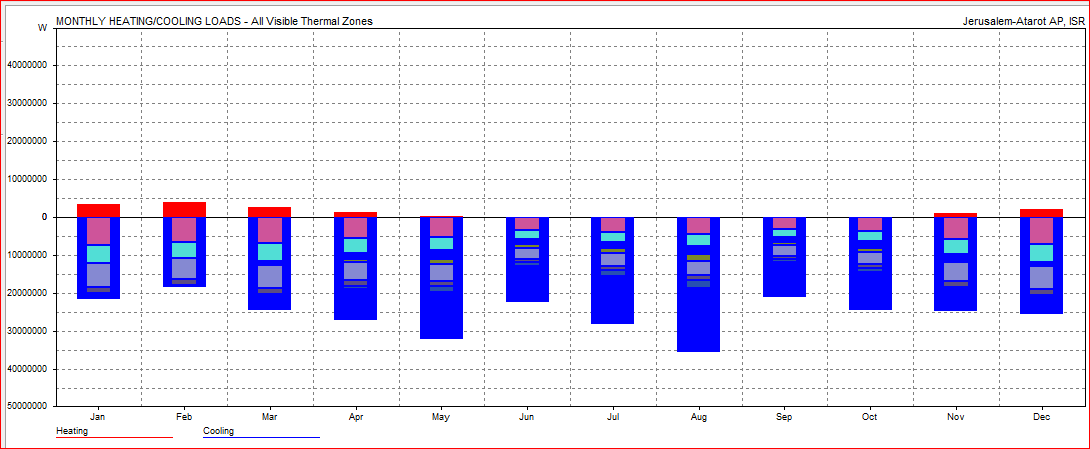 MONTHLY HEATING/COOLING LOADS - All Visible Thermal Zones Jerusalem-Atarot AP, ISR
W
40000000
30000000
20000000
10000000
0
10000000
20000000
30000000
40000000
50000000
Jan Feb Mar Apr May Jun Jul Aug Sep Oct Nov Dec
Heating Cooling